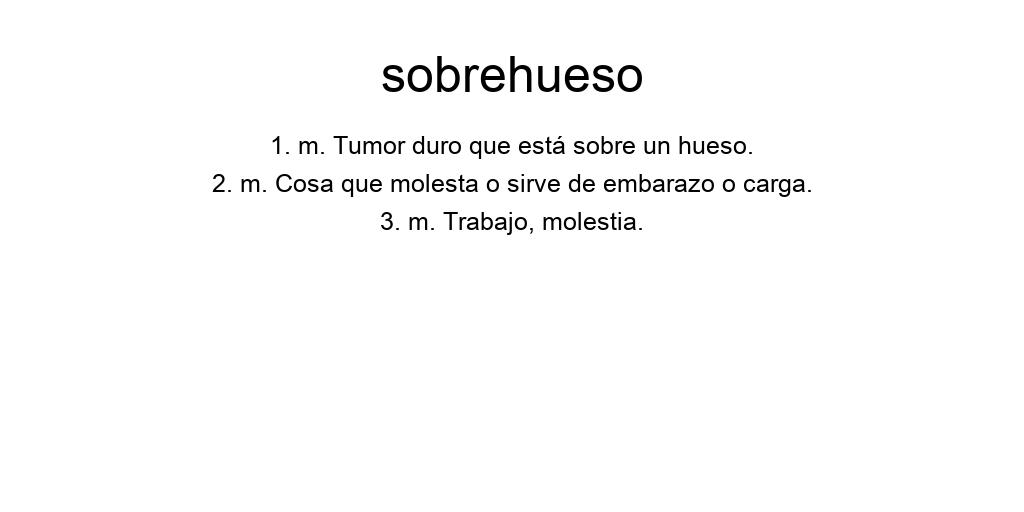 sobrehueso
1. m. Tumor duro que está sobre un hueso.
2. m. Cosa que molesta o sirve de embarazo o carga.
3. m. Trabajo, molestia.